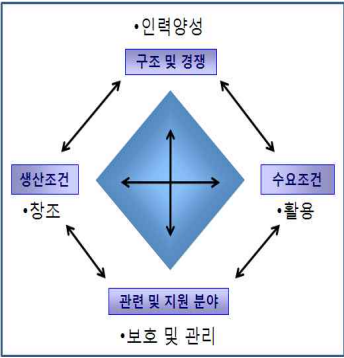 •인력양성
구조 및 경쟁
생산조건
•창조
수요조건
•활용
관련 및 지원 분야
•보호 및 관리